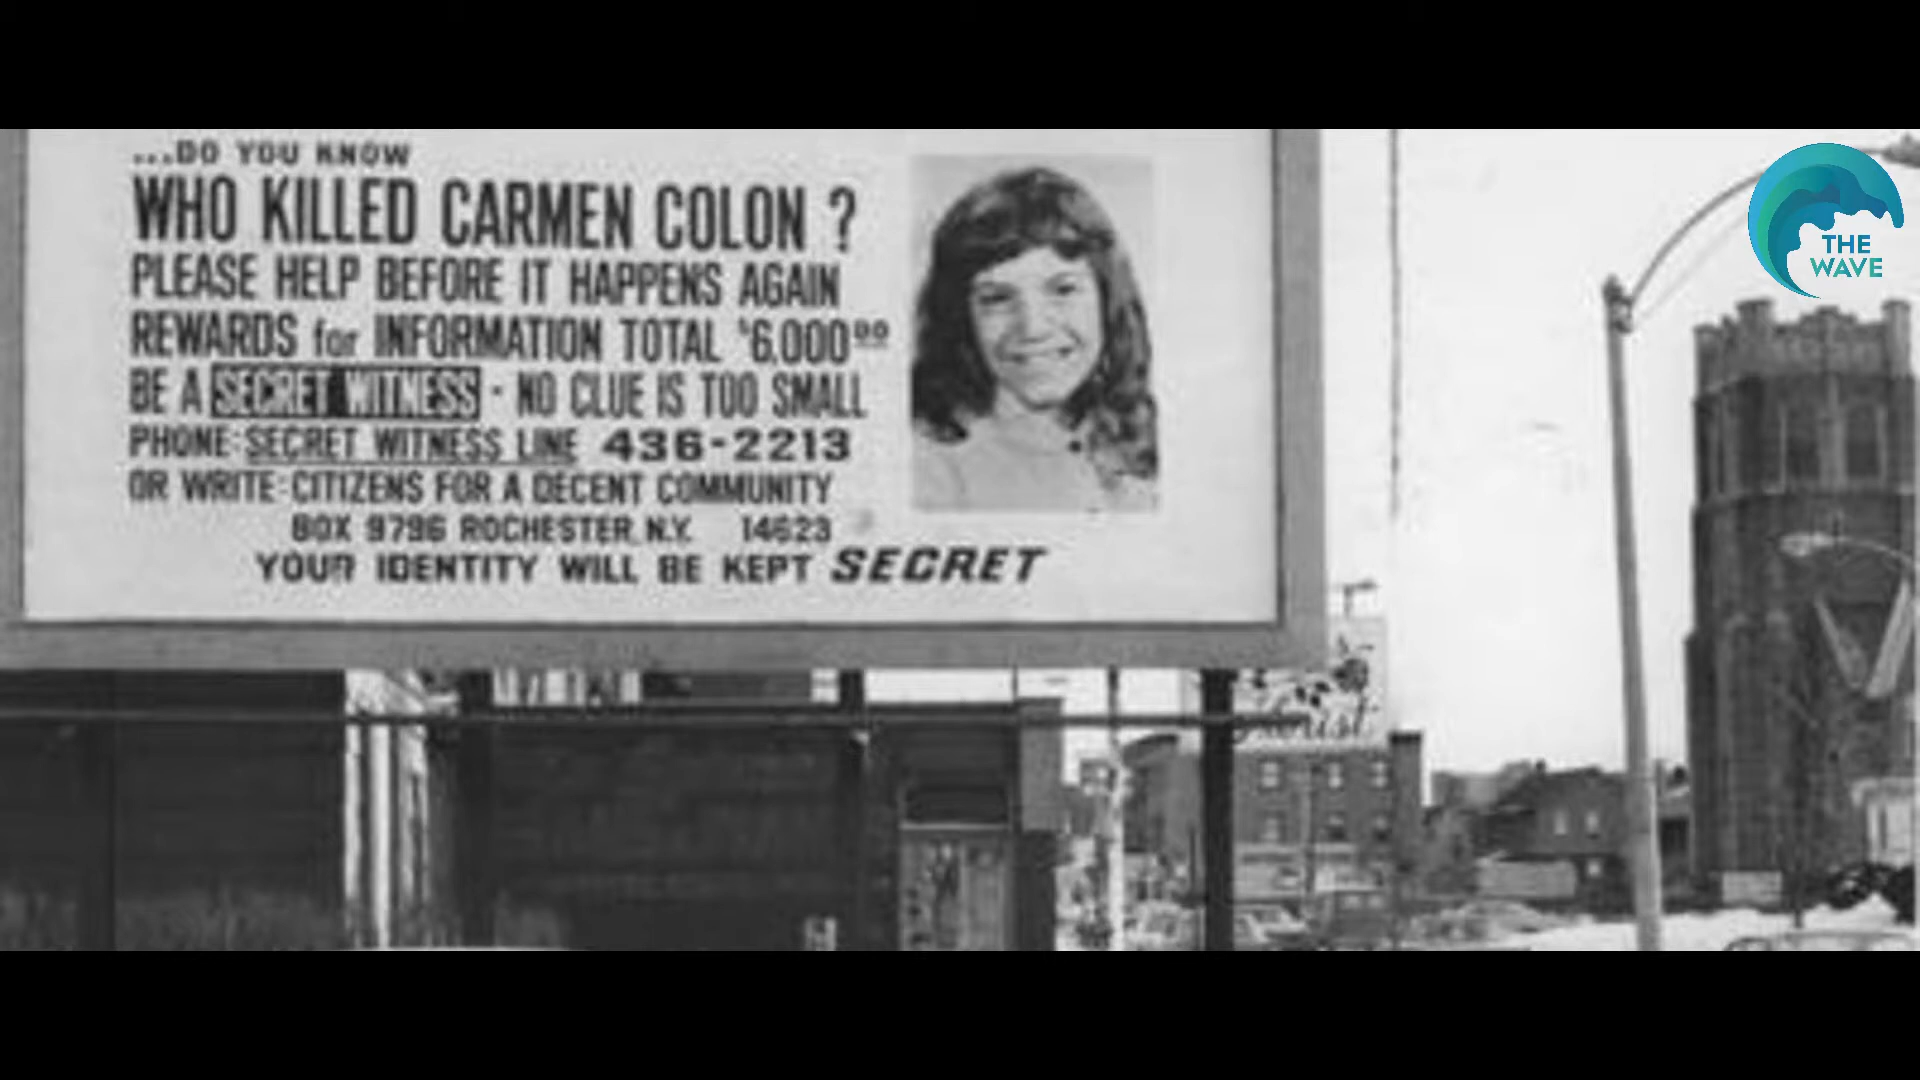 ...DO YOU KNOW
WHO KILLED CARMEN COLON ?
PLEASE HELP BEFORE IT HAPPENS AGAIN
REWARDS for INFORMATION TOTAL $6,000.00
BE A SECRET WITNESS - NO CLUE IS TOO SMALL
PHONE: SECRET WITNESS LINE 436-2213
OR WRITE: CITIZENS FOR A DECENT COMMUNITY
BOX 9796 ROCHESTER, N.Y. 14623
YOUR IDENTITY WILL BE KEPT SECRET
Florist
THE
WAVE